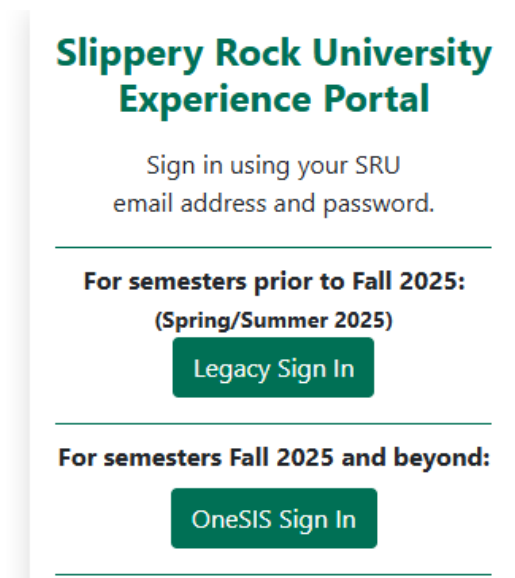 Slippery Rock University
Experience Portal
Sign in using your SRU
email address and password.
For semesters prior to Fall 2025:
(Spring/Summer 2025)
Legacy Sign In
For semesters Fall 2025 and beyond:
OneSIS Sign In